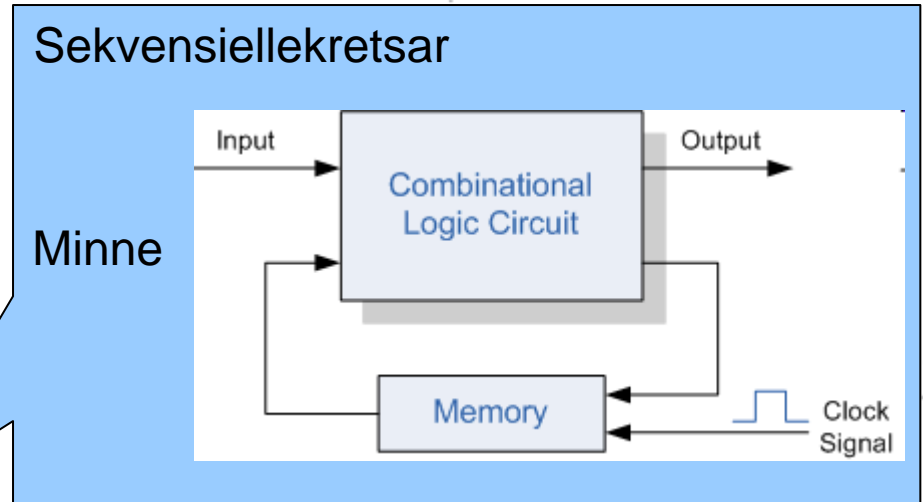 Sekvensiellekretsar
Input
Output
Combinational
Logic Circuit
Minne
Memory
Clock
Signal